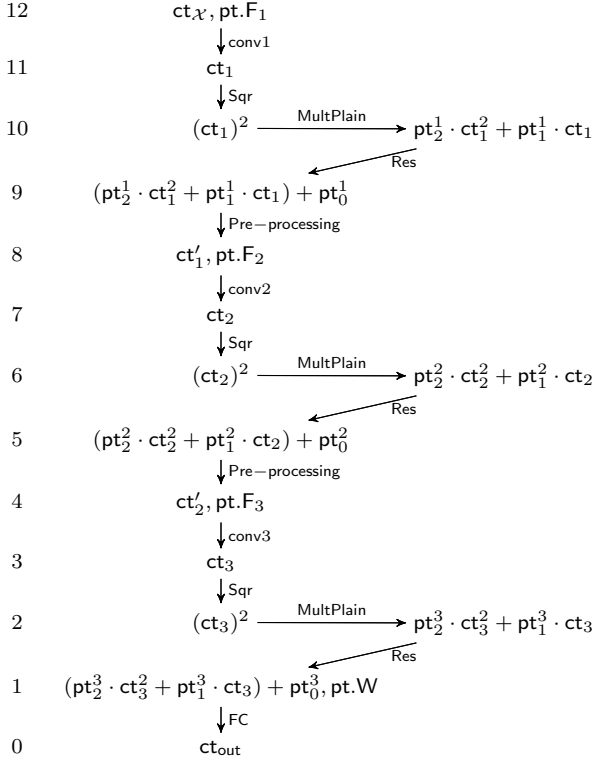 12 ct𝒳, pt.F₁
conv1
11 ct₁
Sqr
10 (ct₁)² MultPlain pt₂¹ · ct₁² + pt₁¹ · ct₁
Res
9 (pt₂¹ · ct₁² + pt₁¹ · ct₁) + pt₀¹
Pre−processing
8 ct′₁, pt.F₂
conv2
7 ct₂
Sqr
6 (ct₂)² MultPlain pt₂² · ct₂² + pt₁² · ct₂
Res
5 (pt₂² · ct₂² + pt₁² · ct₂) + pt₀²
Pre−processing
4 ct′₂, pt.F₃
conv3
3 ct₃
Sqr
2 (ct₃)² MultPlain pt₂³ · ct₃² + pt₁³ · ct₃
Res
1 (pt₂³ · ct₃² + pt₁³ · ct₃) + pt₀³, pt.W
FC
0 ctₒᵤₜ